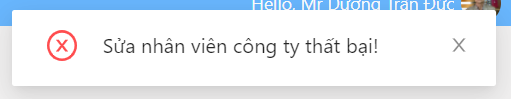 Hello, Mr Dương Trần Đức
Sửa nhân viên công ty thất bại!